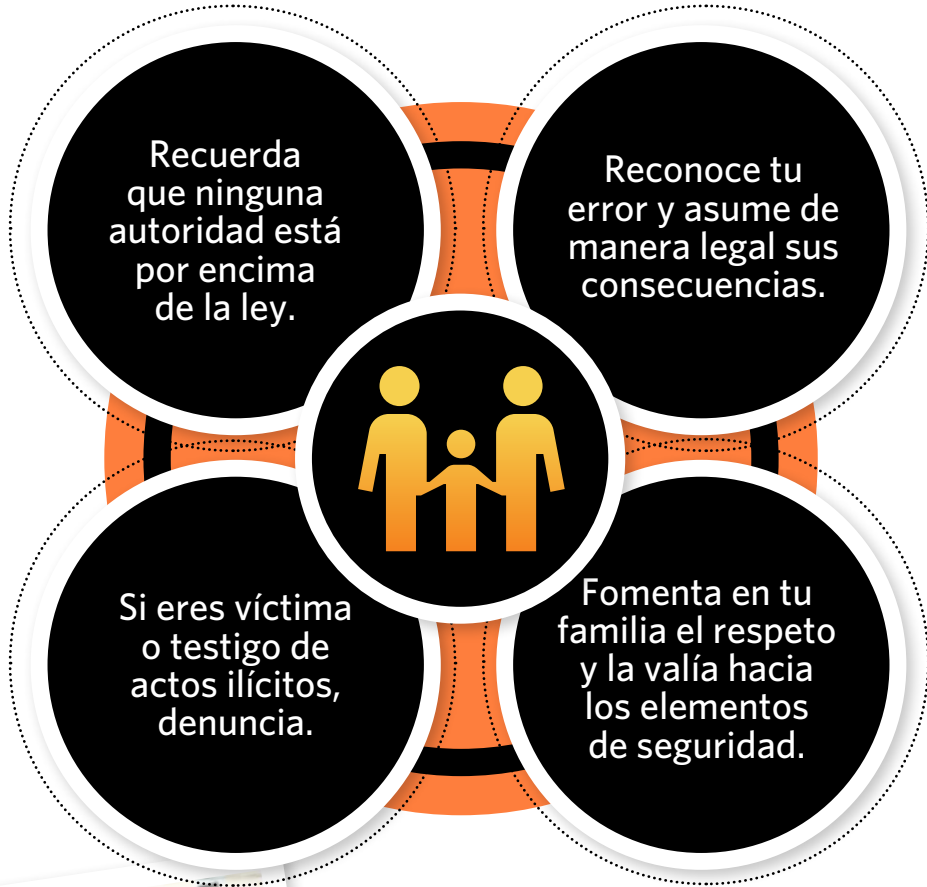 Recuerda
que ninguna
autoridad está
por encima
de la ley.
Reconoce tu
error y asume de
manera legal sus
consecuencias.
Si eres víctima
o testigo de
actos ilícitos,
denuncia.
Fomenta en tu
familia el respeto
y la valía hacia
los elementos
de seguridad.